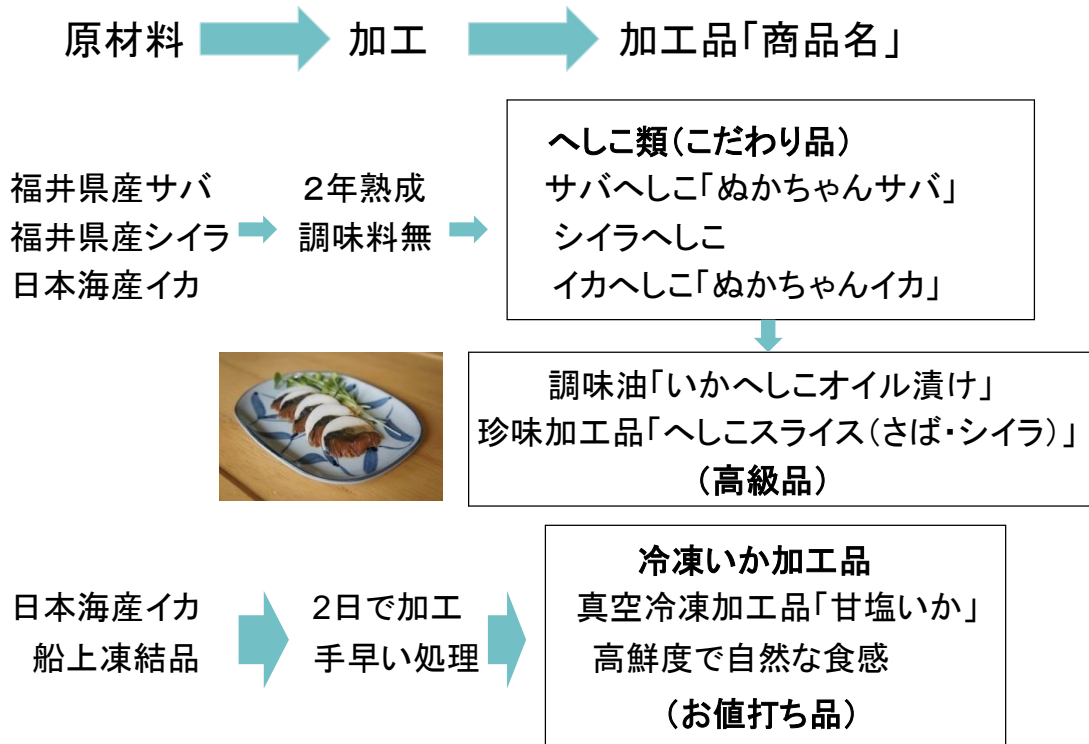 原材料 加工 加工品「商品名」
福井県産サバ
福井県産シイラ
日本海産イカ
２年熟成
調味料無
へしこ類（こだわり品）
サバへしこ「ぬかちゃんサバ」
シイラへしこ
イカへしこ「ぬかちゃんイカ」
調味油「いかへしこオイル漬け」
珍味加工品「へしこスライス（さば・シイラ）」
（高級品）
日本海産イカ
船上凍結品
２日で加工
手早い処理
冷凍いか加工品
真空冷凍加工品「甘塩いか」
高鮮度で自然な食感
（お値打ち品）